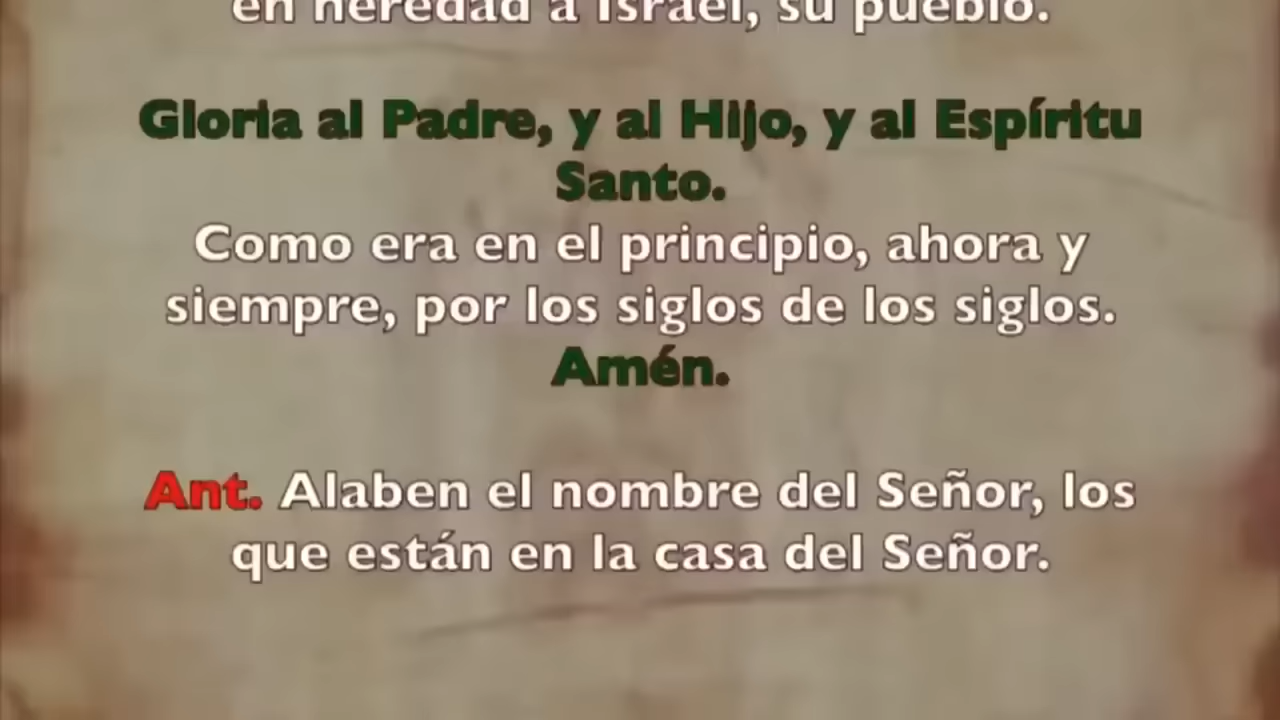 en heredad a Israel, su pueblo.
Gloria al Padre, y al Hijo, y al Espíritu
Santo.
Como era en el principio, ahora y
siempre, por los siglos de los siglos.
Amén.
Ant. Alaben el nombre del Señor, los
que están en la casa del Señor.